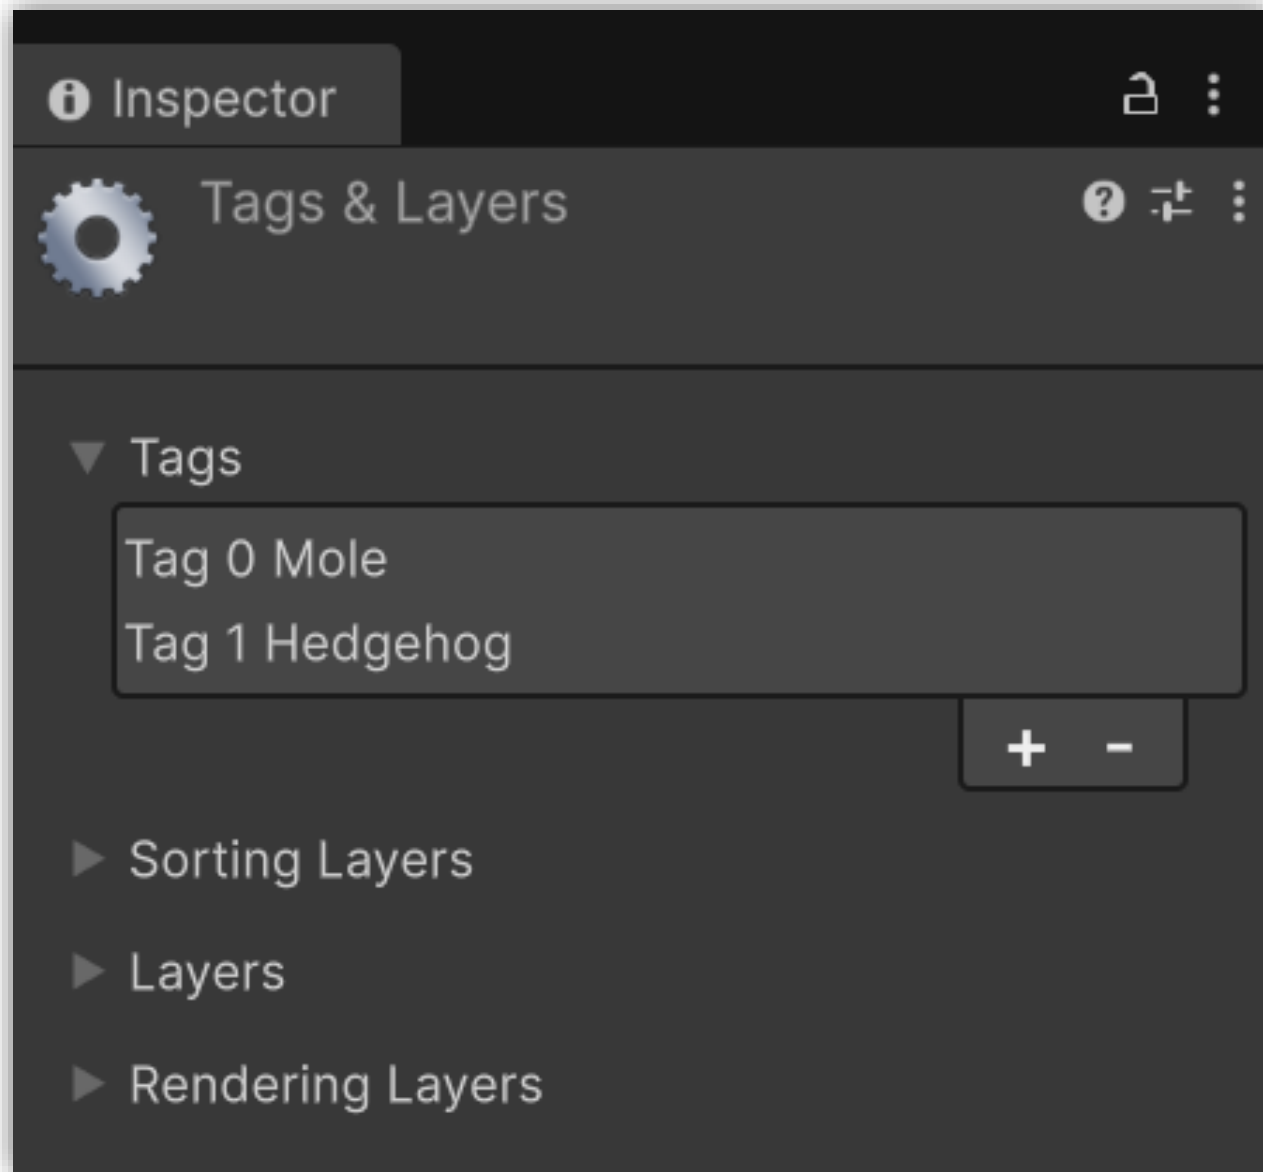 Inspector
Tags & Layers
Tags
Tag 0 Mole
Tag 1 Hedgehog
+ -
Sorting Layers
Layers
Rendering Layers